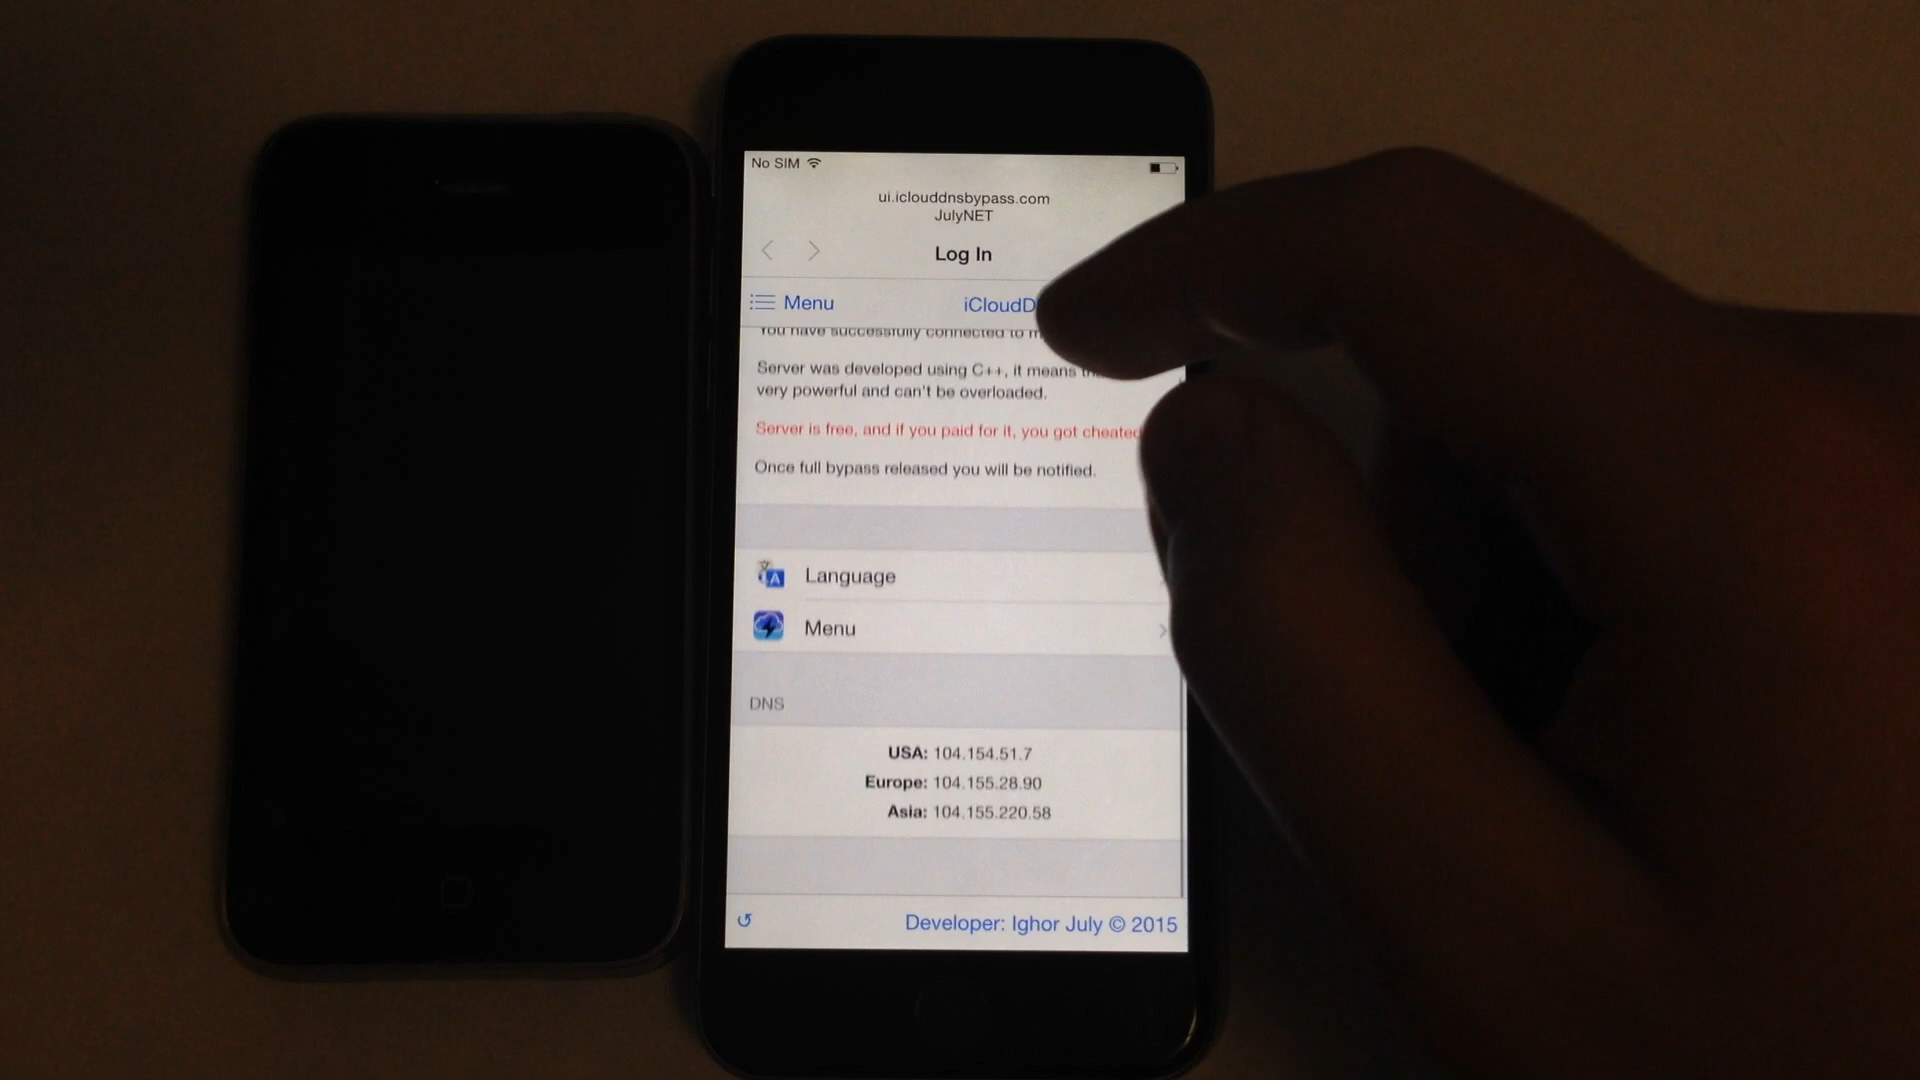 No SIM
ui.iclouddnsbypass.com
JulyNET
Log In
Menu
iCloudD
You have successfully connected to
Server was developed using C++, it means
very powerful and can't be overloaded.
Server is free, and if you paid for it, you got cheated
Once full bypass released you will be notified.
Language
Menu
DNS
USA: 104.154.51.7
Europe: 104.155.28.90
Asia: 104.155.220.58
Developer: Ighor July © 2015